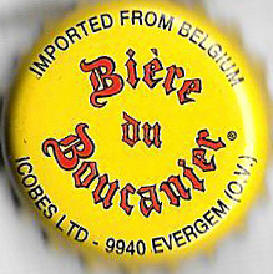 IMPORTED FROM BELGIUM
Bière
du
Boucanier®
ICOBES LTD - 9940 EVERGEM (O.V.)